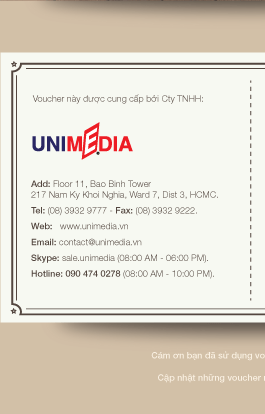 Voucher này được cung cấp bởi Cty TNHH:
UNIMEDIA
Add: Floor 11, Bao Binh Tower
217 Nam Ky Khoi Nghia, Ward 7, Dist 3, HCMC.
Tel: (08) 3932 9777 - Fax: (08) 3932 9222.
Web: www.unimedia.vn
Email: contact@unimedia.vn
Skype: sale.unimedia (08:00 AM - 06:00 PM).
Hotline: 090 474 0278 (08:00 AM - 10:00 PM).
Cám ơn bạn đã sử dụng vo
Cập nhật những voucher